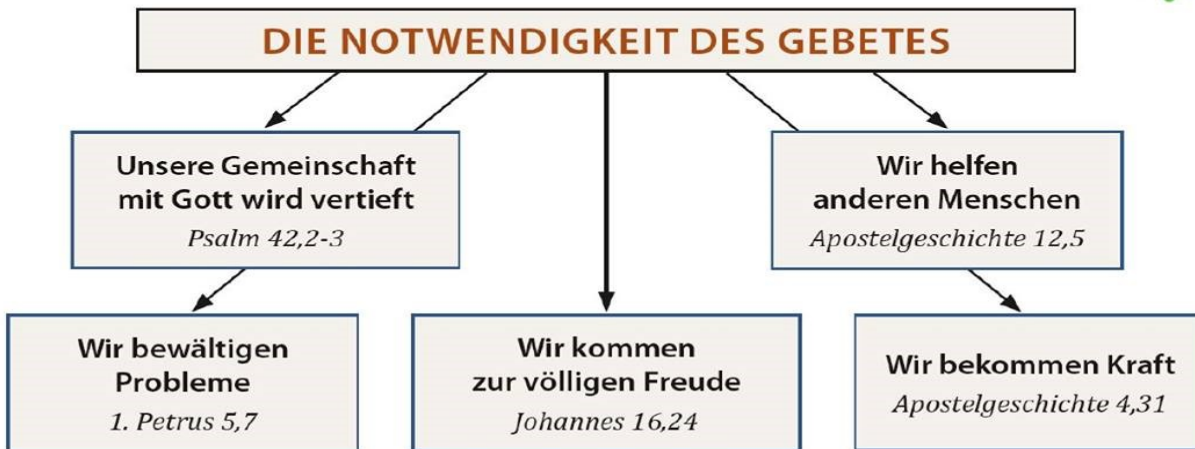 DIE NOTWENDIGKEIT DES GEBETES
Unsere Gemeinschaft
mit Gott wird vertieft
Psalm 42,2-3
Wir helfen
anderen Menschen
Apostelgeschichte 12,5
Wir bewältigen
Probleme
1. Petrus 5,7
Wir kommen
zur völligen Freude
Johannes 16,24
Wir bekommen Kraft
Apostelgeschichte 4,31